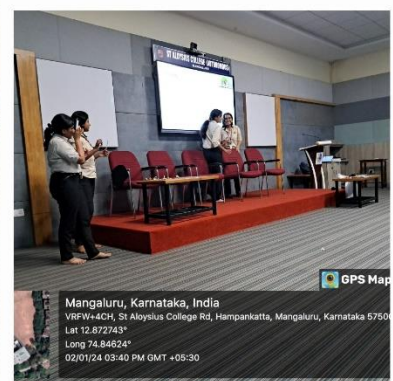 ST ALOYSIUS COLLEGE (AUTONOMOUS)
GPS Map
Mangaluru, Karnataka, India
VRFW+4CH, St Aloysius College Rd, Hampankatta, Mangaluru, Karnataka 5750
Lat 12.872743°
Long 74.84624°
02/01/24 03:40 PM GMT +05:30